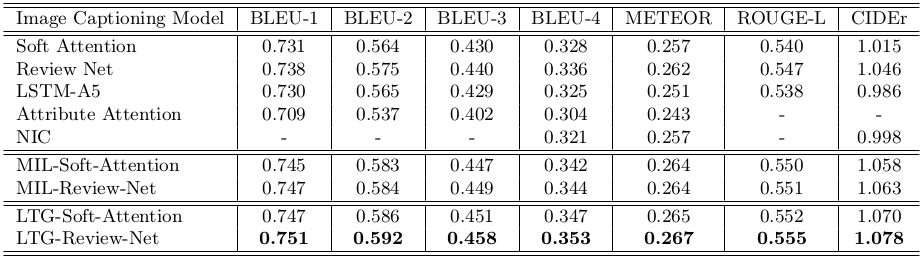 Image Captioning Model BLEU-1 BLEU-2 BLEU-3 BLEU-4 METEOR ROUGE-L CIDEr
Soft Attention 0.731 0.564 0.430 0.328 0.257 0.540 1.015
Review Net 0.738 0.575 0.440 0.336 0.262 0.547 1.046
LSTM-A5 0.730 0.565 0.429 0.325 0.251 0.538 0.986
Attribute Attention 0.709 0.537 0.402 0.304 0.243 - -
NIC - - - 0.321 0.257 - 0.998
MIL-Soft-Attention 0.745 0.583 0.447 0.342 0.264 0.550 1.058
MIL-Review-Net 0.747 0.584 0.449 0.344 0.264 0.551 1.063
LTG-Soft-Attention 0.747 0.586 0.451 0.347 0.265 0.552 1.070
LTG-Review-Net 0.751 0.592 0.458 0.353 0.267 0.555 1.078